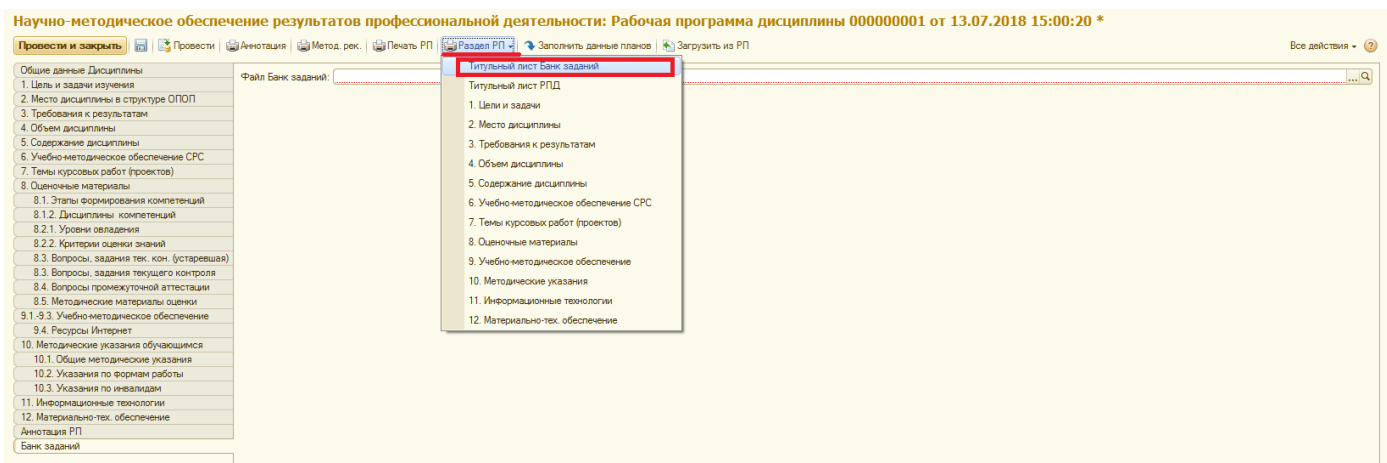 Научно-методическое обеспечение результатов профессиональной деятельности: Рабочая программа дисциплины 000000001 от 13.07.2018 15:00:20 *
Провести и закрыть Провести Аннотация Метод. рек. Печать РП Раздел РП Заполнить данные планов Загрузить из РП Все действия ?
Общие данные Дисциплины
1. Цель и задачи изучения
2. Место дисциплины в структуре ОПОП
3. Требования к результатам
4. Объем дисциплины
5. Содержание дисциплины
6. Учебно-методическое обеспечение СРС
7. Темы курсовых работ (проектов)
8. Оценочные материалы
8.1. Этапы формирования компетенций
8.1.2. Дисциплины компетенций
8.2.1. Уровни овладения
8.2.2. Критерии оценки знаний
8.3. Вопросы, задания тек. кон. (устаревшая)
8.3. Вопросы, задания текущего контроля
8.4. Вопросы промежуточной аттестации
8.5. Методические материалы оценки
9.1.-9.3. Учебно-методическое обеспечение
9.4. Ресурсы Интернет
10. Методические указания обучающимся
10.1. Общие методические указания
10.2. Указания по формам работы
10.3. Указания по инвалидам
11. Информационные технологии
12. Материально-тех. обеспечение
Аннотация РП
Банк заданий
Файл Банк заданий: ...
Титульный лист Банк заданий
Титульный лист РПД
1. Цели и задачи
2. Место дисциплины
3. Требования к результатам
4. Объем дисциплины
5. Содержание дисциплины
6. Учебно-методическое обеспечение СРС
7. Темы курсовых работ (проектов)
8. Оценочные материалы
9. Учебно-методическое обеспечение
10. Методические указания
11. Информационные технологии
12. Материально-тех. обеспечение